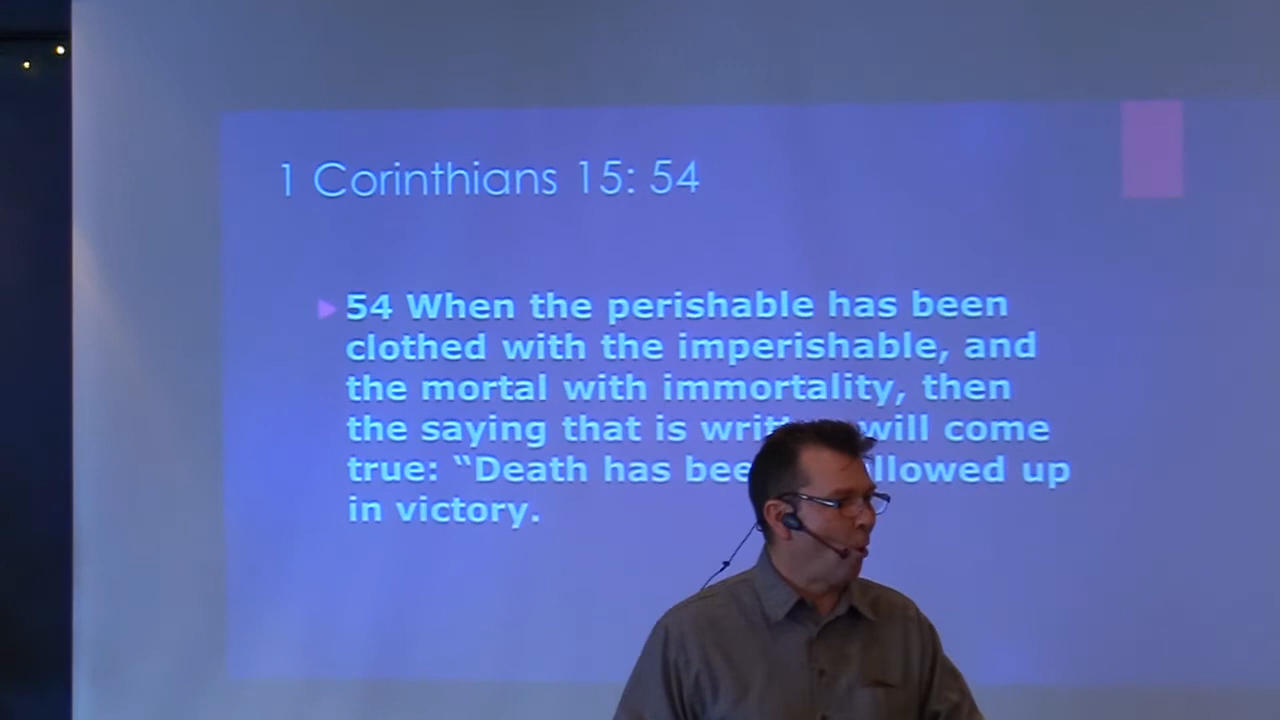 1 Corinthians 15: 54
54 When the perishable has been
clothed with the imperishable, and
the mortal with immortality, then
the saying that is written will come
true: “Death has been swallowed up
in victory.